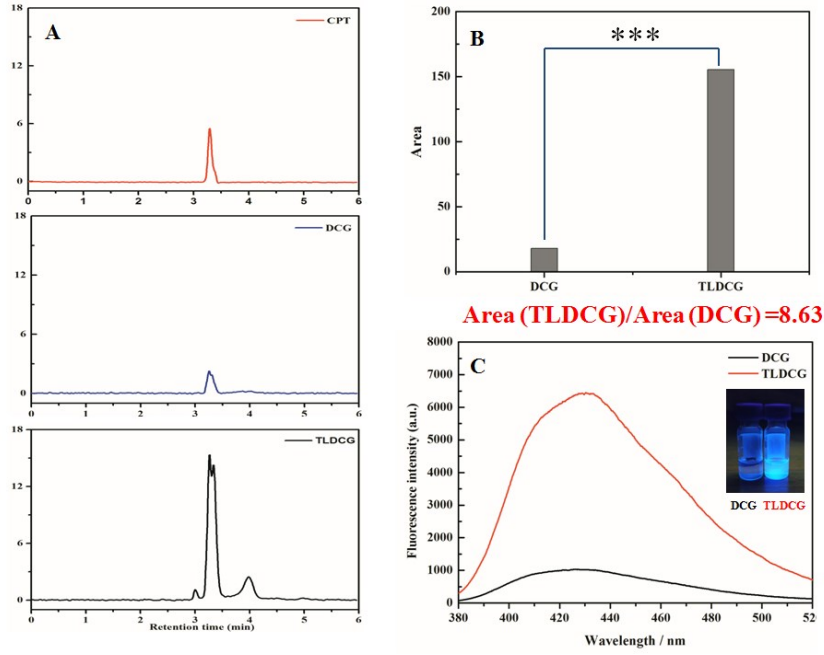 A
CPT
18
12
6
0
0 1 2 3 4 5 6
DCG
18
12
6
0
0 1 2 3 4 5 6
TLDCG
18
12
6
0
0 1 2 3 4 5 6
Retention time (min)
B
***
200
150
100
50
0
Area
DCG TLDCG
Area (TLDCG)/Area (DCG) =8.63
C
DCG
TLDCG
8000
7000
6000
5000
4000
3000
2000
1000
0
Fluorescence intensity (a.u.)
DCG TLDCG
380 400 420 440 460 480 500 520
Wavelength / nm